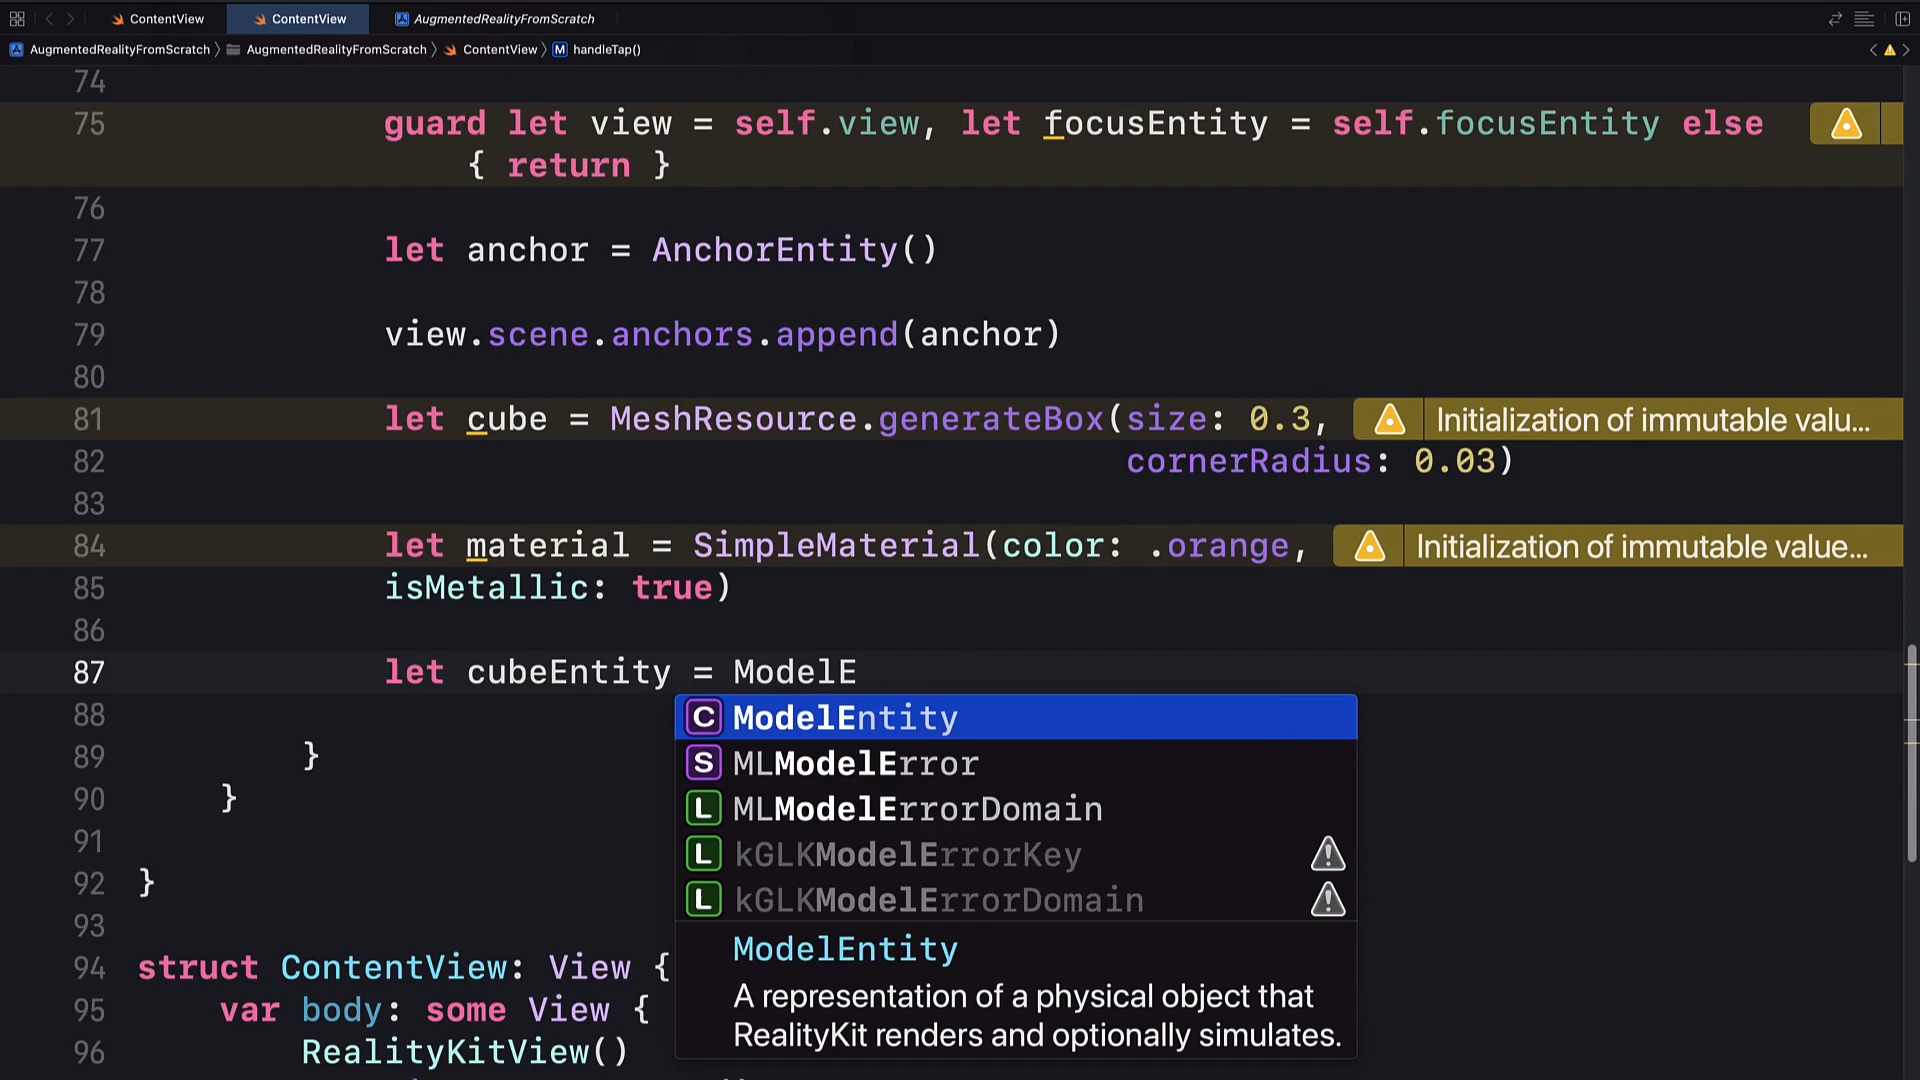 ContentView
ContentView
AugmentedRealityFromScratch
AugmentedRealityFromScratch
AugmentedRealityFromScratch
ContentView
M
handleTap()
74
75 guard let view = self.view, let focusEntity = self.focusEntity else
{ return }
76
77 let anchor = AnchorEntity()
78
79 view.scene.anchors.append(anchor)
80
81 let cube = MeshResource.generateBox(size: 0.3, Initialization of immutable valu...
82 cornerRadius: 0.03)
83
84 let material = SimpleMaterial(color: .orange, Initialization of immutable value...
85 isMetallic: true)
86
87 let cubeEntity = ModelE
88
C ModelEntity
89 }
S MLModelError
90 }
L MLModelErrorDomain
91
L kGLKModelErrorKey
92 }
L kGLKModelErrorDomain
93
ModelEntity
94 struct ContentView: View {
95 var body: some View {
A representation of a physical object that
RealityKit renders and optionally simulates.
96 RealityKitView()